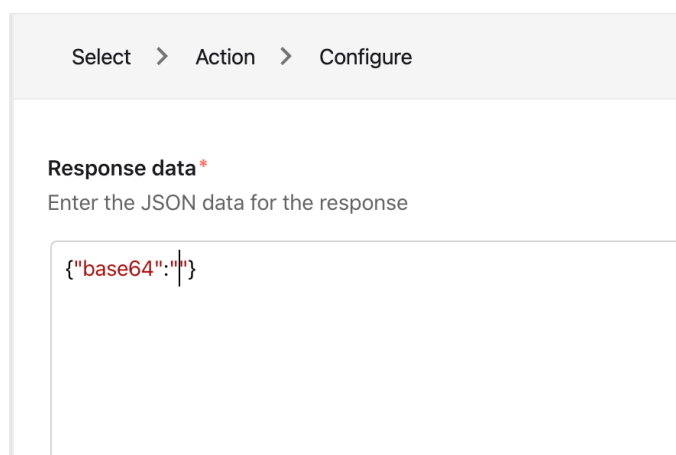 Select > Action > Configure
Response data*
Enter the JSON data for the response
{"base64":""}